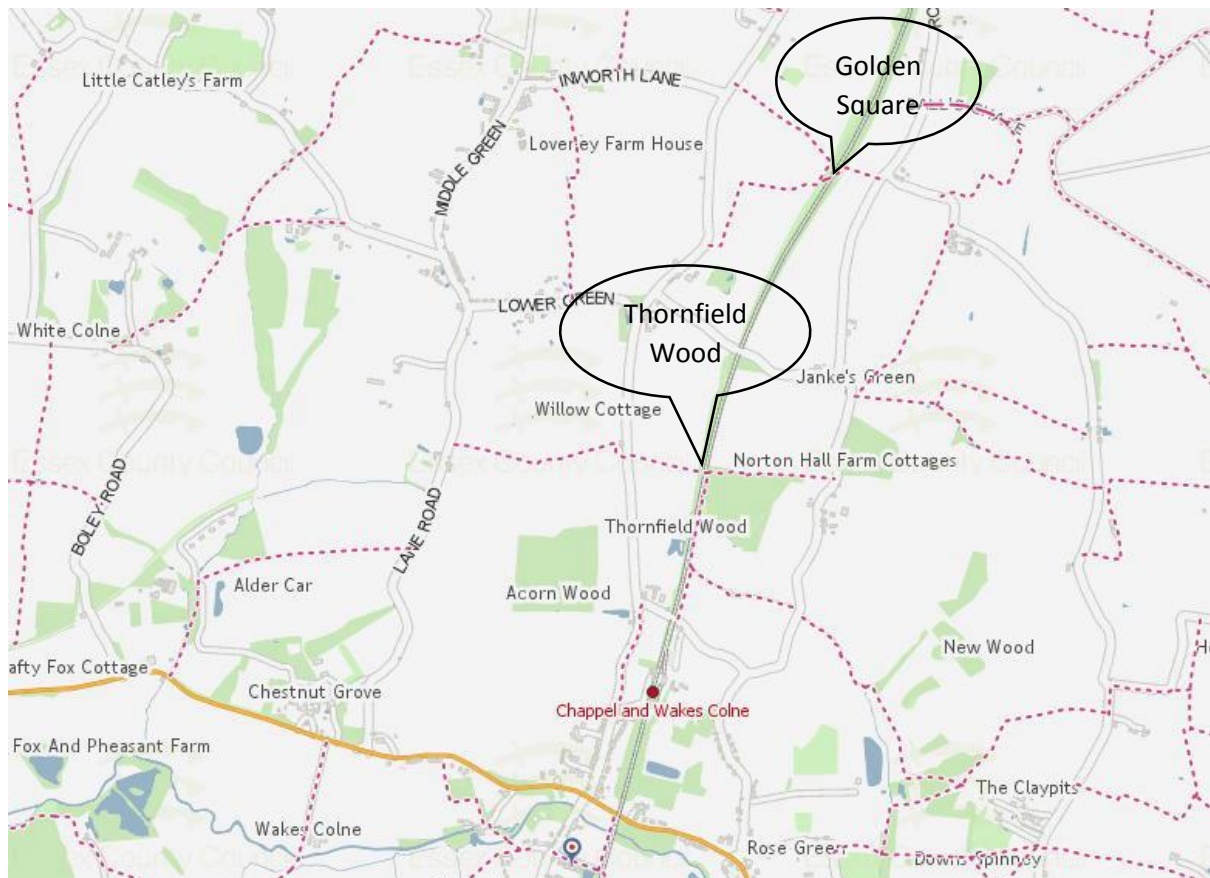 Golden
Square
Little Catley's Farm
INWORTH LANE
Loverley Farm House
MIDDLE GREEN
LOWER GREEN
Thornfield
Wood
White Colne
Janke's Green
Willow Cottage
Essex County Council
Norton Hall Farm Cottages
BOLEY ROAD
LANE ROAD
Thornfield Wood
Alder Car
Acorn Wood
New Wood
afty Fox Cottage
Chestnut Grove
Chappel and Wakes Colne
Fox And Pheasant Farm
The Claypits
Wakes Colne
Rose Green
Downs Spinney